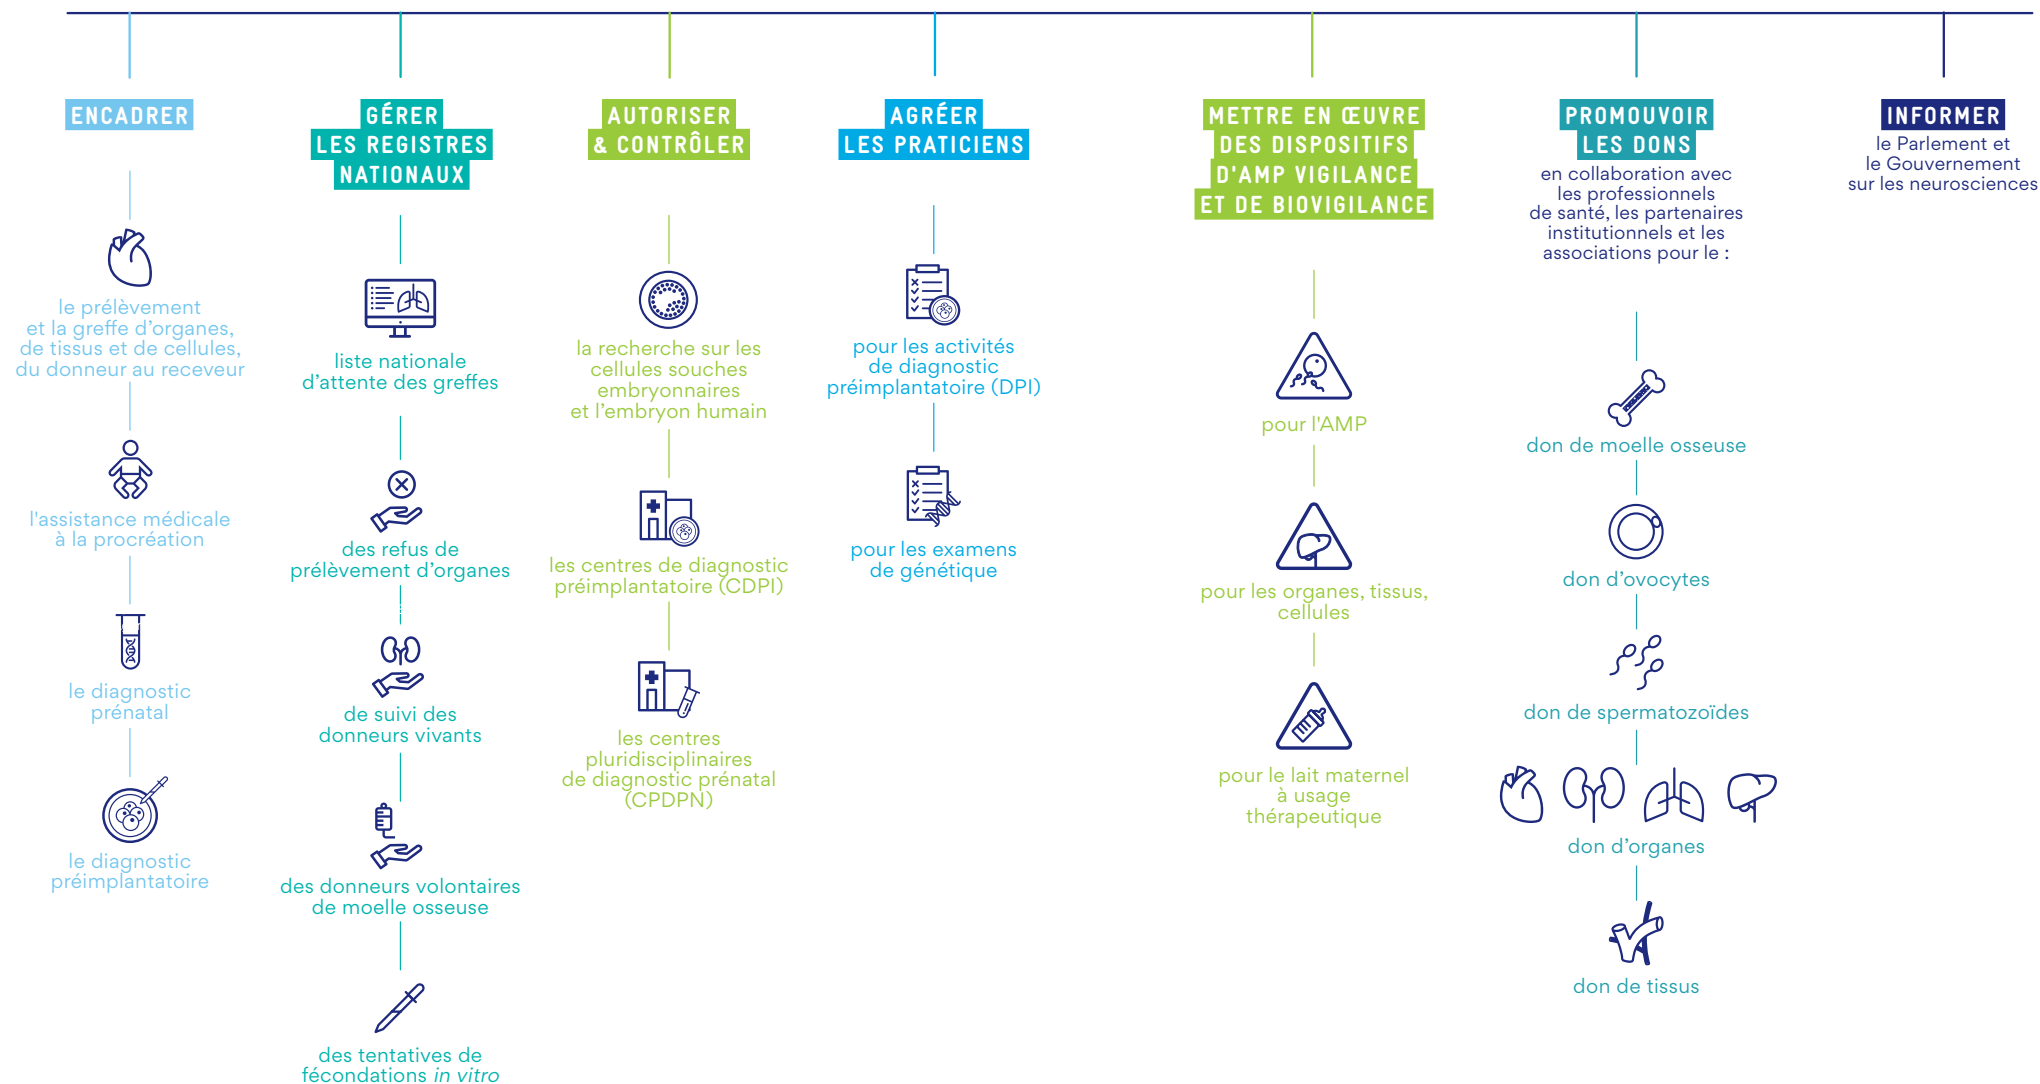 ENCADRER
le prélèvement
et la greffe d’organes,
de tissus et de cellules,
du donneur au receveur
l'assistance médicale
à la procréation
le diagnostic
prénatal
le diagnostic
préimplantatoire
GÉRER
LES REGISTRES
NATIONAUX
liste nationale
d’attente des greffes
des refus de
prélèvement d’organes
de suivi des
donneurs vivants
des donneurs volontaires
de moelle osseuse
des tentatives de
fécondations in vitro
AUTORISER
& CONTRÔLER
la recherche sur les
cellules souches
embryonnaires
et l’embryon humain
les centres de diagnostic
préimplantatoire (CDPI)
les centres
pluridisciplinaires
de diagnostic prénatal
(CPDPN)
AGRÉER
LES PRATICIENS
pour les activités
de diagnostic
préimplantatoire (DPI)
pour les examens
de génétique
METTRE EN ŒUVRE
DES DISPOSITIFS
D'AMP VIGILANCE
ET DE BIOVIGILANCE
pour l'AMP
pour les organes, tissus,
cellules
pour le lait maternel
à usage
thérapeutique
PROMOUVOIR
LES DONS
en collaboration avec
les professionnels
de santé, les partenaires
institutionnels et les
associations pour le :
don de moelle osseuse
don d’ovocytes
don de spermatozoïdes
don d’organes
don de tissus
INFORMER
le Parlement et
le Gouvernement
sur les neurosciences